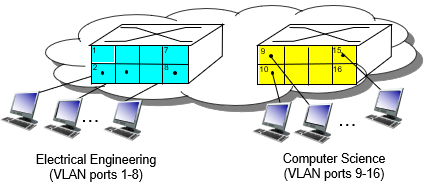 1
7
2
8
9
15
10
16
...
...
Electrical Engineering
(VLAN ports 1-8)
Computer Science
(VLAN ports 9-16)